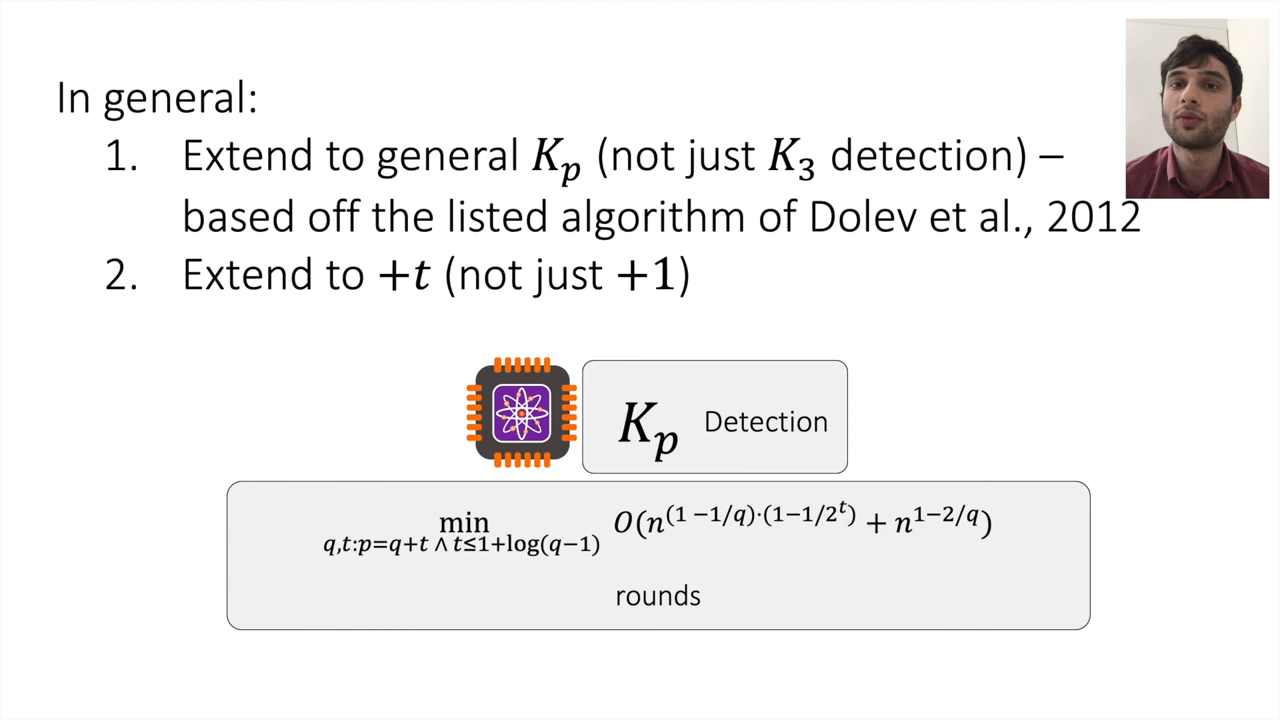 In general:
1. Extend to general K_p (not just K_3 detection) –
based off the listed algorithm of Dolev et al., 2012
2. Extend to +t (not just +1)
K_p Detection
min_{q,t:p=q+t ∧ t≤1+log(q−1)} O(n^{(1−1/q)·(1−1/2^t)} + n^{1−2/q})
rounds